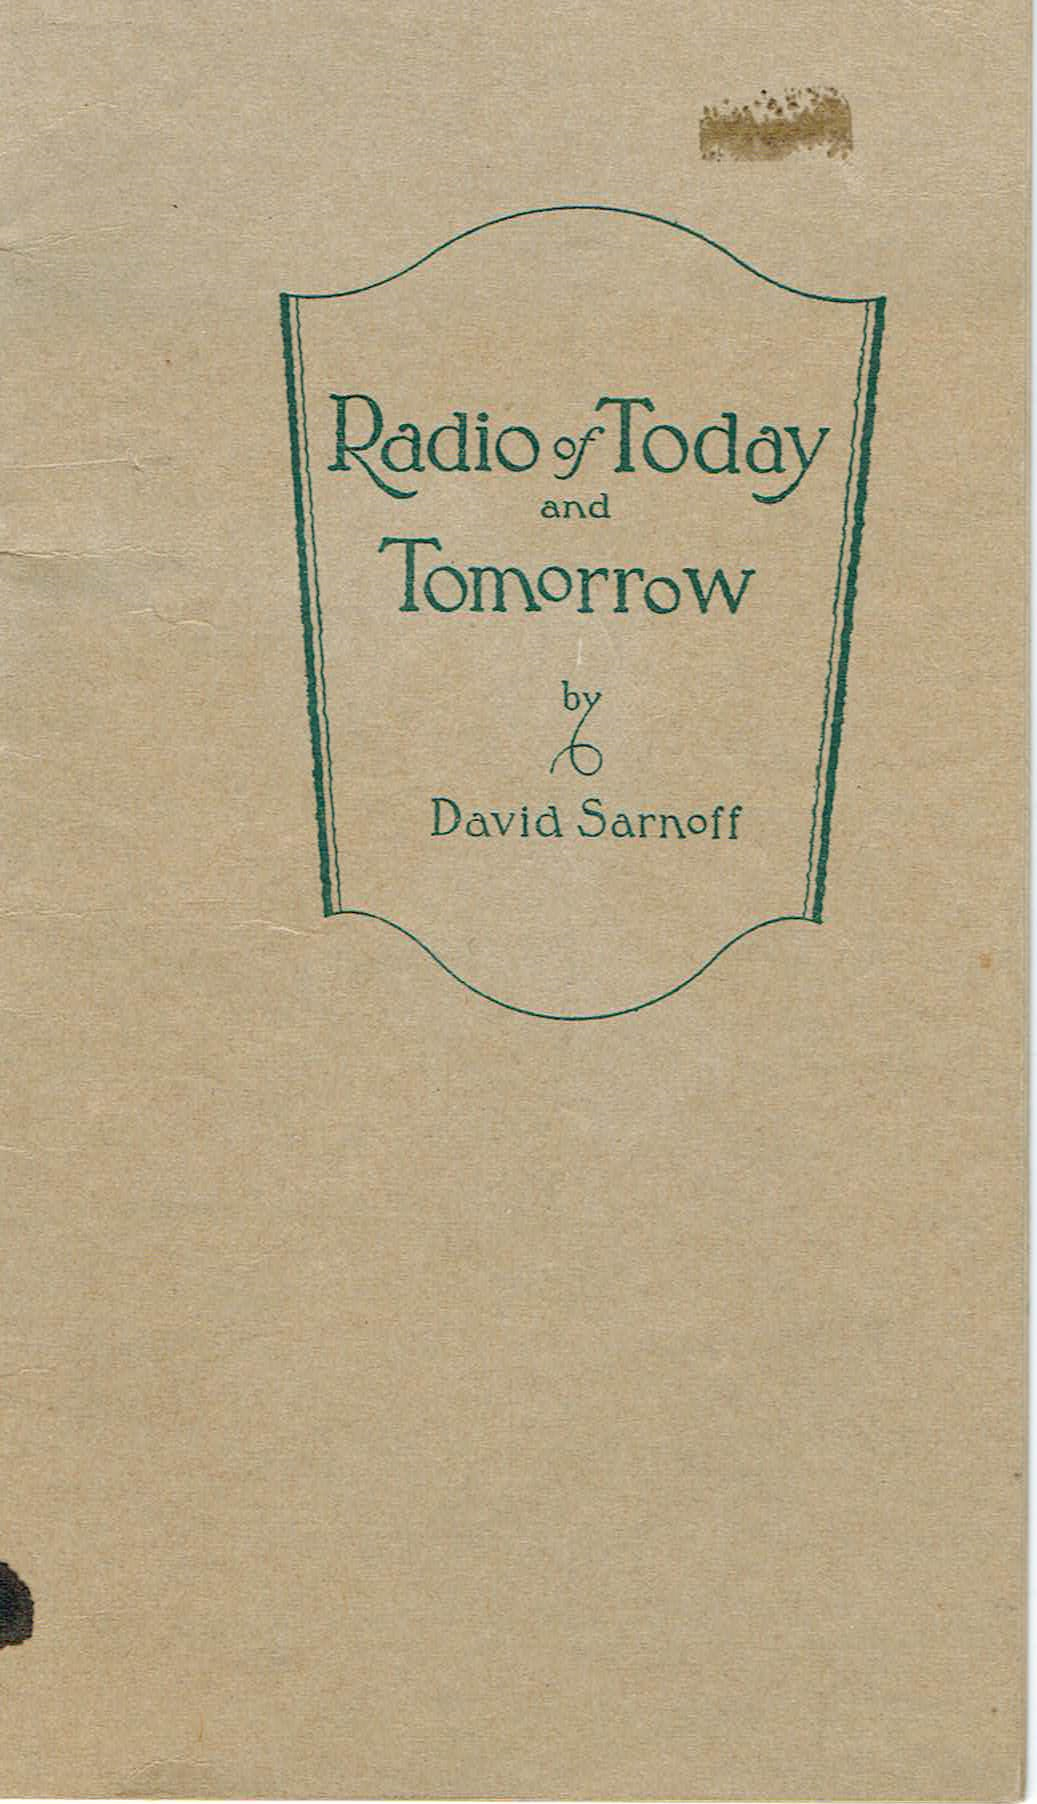 Radio of Today
and
Tomorrow
by
David Sarnoff